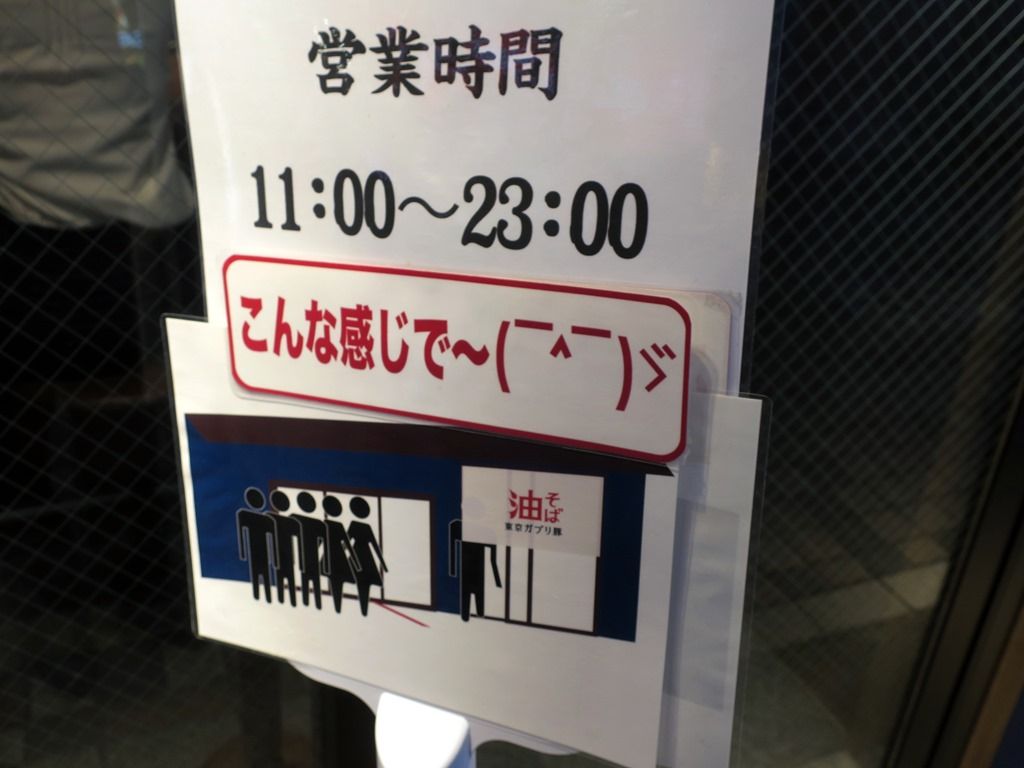 営業時間
11:00～23:00
こんな感じで～(￣^￣)ゞ
油そば
東京ガブリ豚